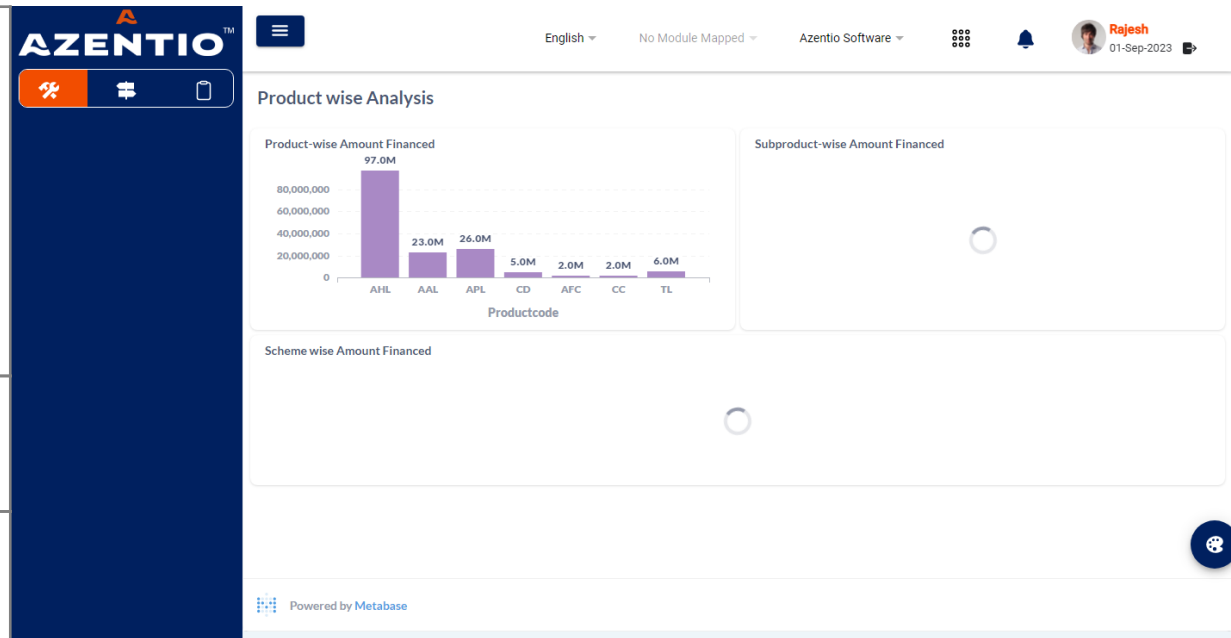 AZENTIO™
English
No Module Mapped
Azentio Software
Rajesh
01-Sep-2023
Product wise Analysis
Product-wise Amount Financed
97.0M
80,000,000
60,000,000
40,000,000
20,000,000
0
23.0M
26.0M
5.0M
2.0M
2.0M
6.0M
AHL AAL APL CD AFC CC TL
Productcode
Subproduct-wise Amount Financed
Scheme wise Amount Financed
Powered by Metabase